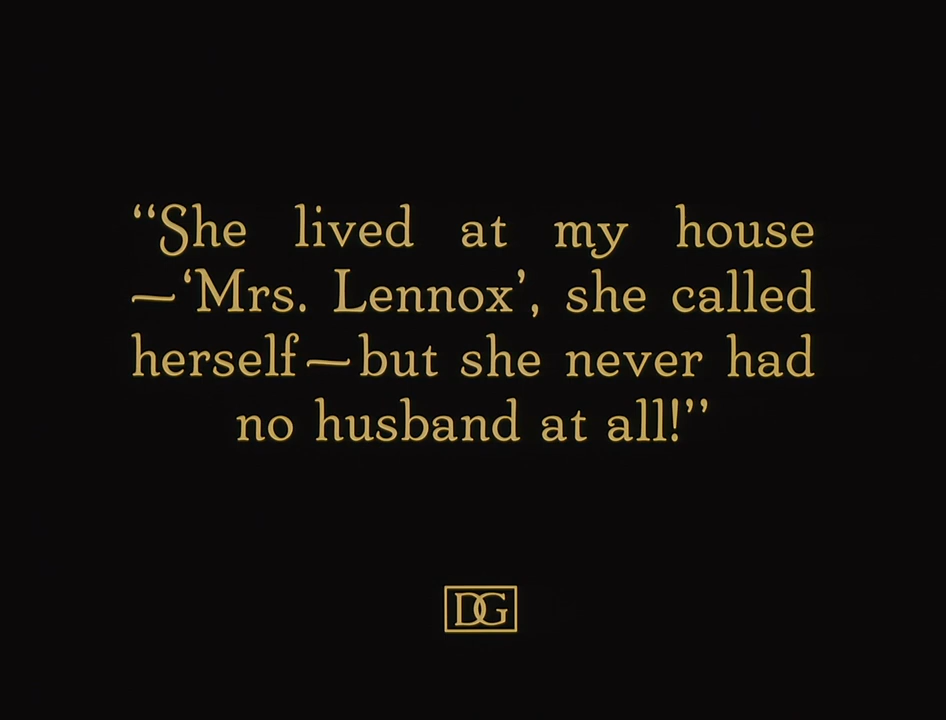 “She lived at my house
—‘Mrs. Lennox’, she called
herself—but she never had
no husband at all!”
DG